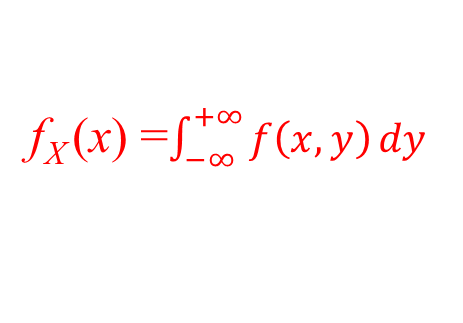 f_X(x) = ∫_{-∞}^{+∞} f(x, y) dy